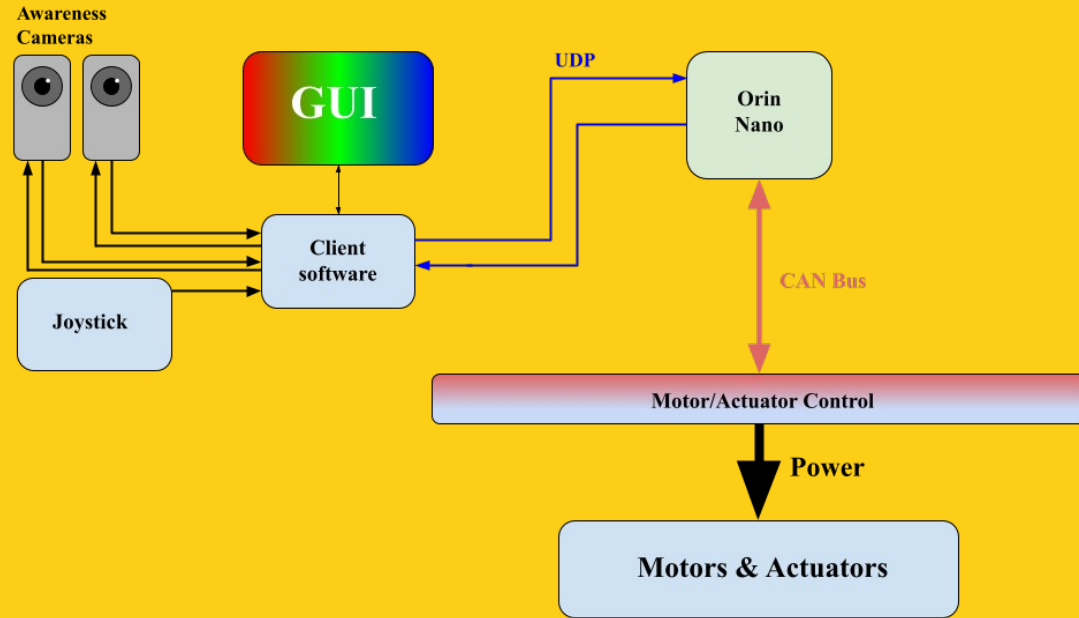 Awareness
Cameras
GUI
UDP
Orin
Nano
Client
software
CAN Bus
Joystick
Motor/Actuator Control
Power
Motors & Actuators